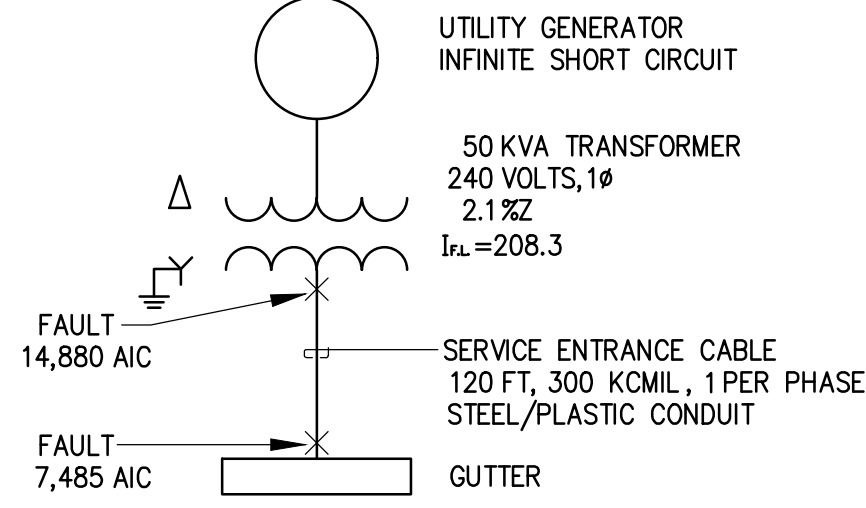 UTILITY GENERATOR
INFINITE SHORT CIRCUIT
50 KVA TRANSFORMER
240 VOLTS, 1ø
2.1 %Z
IF.L = 208.3
Δ
FAULT
14,880 AIC
SERVICE ENTRANCE CABLE
120 FT, 300 KCMIL, 1 PER PHASE
STEEL/PLASTIC CONDUIT
FAULT
7,485 AIC
GUTTER